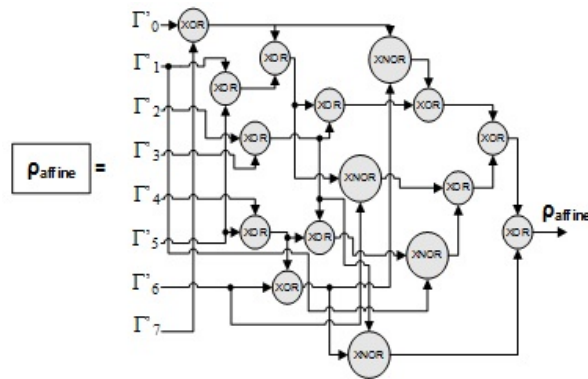 Γ'0
Γ'1
Γ'2
Γ'3
Γ'4
Γ'5
Γ'6
Γ'7
ρaffine =
XOR
XOR
XNOR
XOR
XOR
XOR
XOR
XOR
XNOR
XOR
XOR
XOR
XNOR
XOR
XOR
XNOR
ρaffine